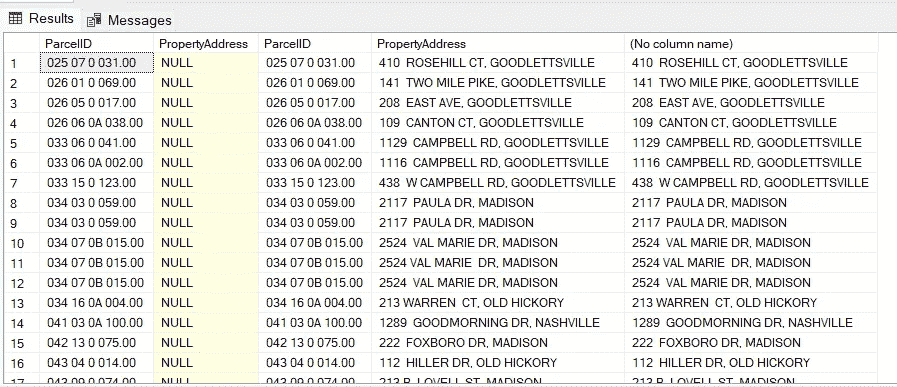 Results Messages
ParcelID PropertyAddress ParcelID PropertyAddress (No column name)
1 025 07 0 031.00 NULL 025 07 0 031.00 410 ROSEHILL CT, GOODLETTSVILLE 410 ROSEHILL CT, GOODLETTSVILLE
2 026 01 0 069.00 NULL 026 01 0 069.00 141 TWO MILE PIKE, GOODLETTSVILLE 141 TWO MILE PIKE, GOODLETTSVILLE
3 026 05 0 017.00 NULL 026 05 0 017.00 208 EAST AVE, GOODLETTSVILLE 208 EAST AVE, GOODLETTSVILLE
4 026 06 0A 038.00 NULL 026 06 0A 038.00 109 CANTON CT, GOODLETTSVILLE 109 CANTON CT, GOODLETTSVILLE
5 033 06 0 041.00 NULL 033 06 0 041.00 1129 CAMPBELL RD, GOODLETTSVILLE 1129 CAMPBELL RD, GOODLETTSVILLE
6 033 06 0A 002.00 NULL 033 06 0A 002.00 1116 CAMPBELL RD, GOODLETTSVILLE 1116 CAMPBELL RD, GOODLETTSVILLE
7 033 15 0 123.00 NULL 033 15 0 123.00 438 W CAMPBELL RD, GOODLETTSVILLE 438 W CAMPBELL RD, GOODLETTSVILLE
8 034 03 0 059.00 NULL 034 03 0 059.00 2117 PAULA DR, MADISON 2117 PAULA DR, MADISON
9 034 03 0 059.00 NULL 034 03 0 059.00 2117 PAULA DR, MADISON 2117 PAULA DR, MADISON
10 034 07 0B 015.00 NULL 034 07 0B 015.00 2524 VAL MARIE DR, MADISON 2524 VAL MARIE DR, MADISON
11 034 07 0B 015.00 NULL 034 07 0B 015.00 2524 VAL MARIE DR, MADISON 2524 VAL MARIE DR, MADISON
12 034 07 0B 015.00 NULL 034 07 0B 015.00 2524 VAL MARIE DR, MADISON 2524 VAL MARIE DR, MADISON
13 034 16 0A 004.00 NULL 034 16 0A 004.00 213 WARREN CT, OLD HICKORY 213 WARREN CT, OLD HICKORY
14 041 03 0A 100.00 NULL 041 03 0A 100.00 1289 GOODMORNING DR, NASHVILLE 1289 GOODMORNING DR, NASHVILLE
15 042 13 0 075.00 NULL 042 13 0 075.00 222 FOXBORO DR, MADISON 222 FOXBORO DR, MADISON
16 043 04 0 014.00 NULL 043 04 0 014.00 112 HILLER DR, OLD HICKORY 112 HILLER DR, OLD HICKORY
17 043 09 0 074.00 NULL 043 09 0 074.00 213 B LOVELL ST, MADISON 213 B LOVELL ST, MADISON